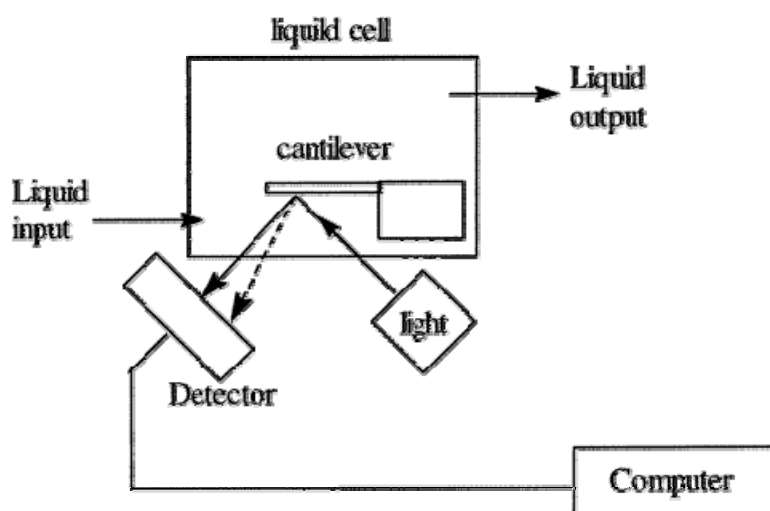 liquid cell
Liquid
output
cantilever
Liquid
input
light
Detector
Computer